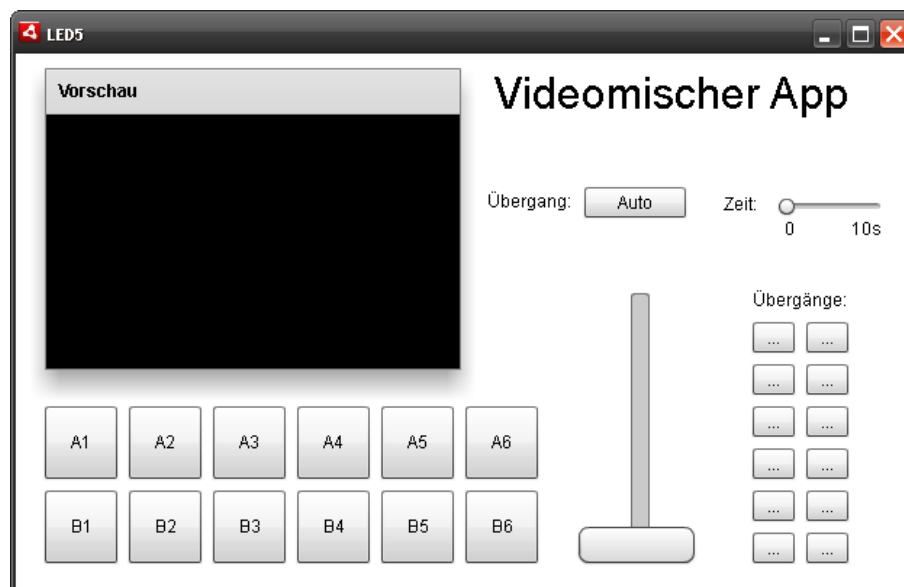 LED5
Vorschau
Videomischer App
Übergang: Auto Zeit:
0 10s
Übergänge:
... ...
... ...
... ...
... ...
... ...
... ...
A1 A2 A3 A4 A5 A6
B1 B2 B3 B4 B5 B6